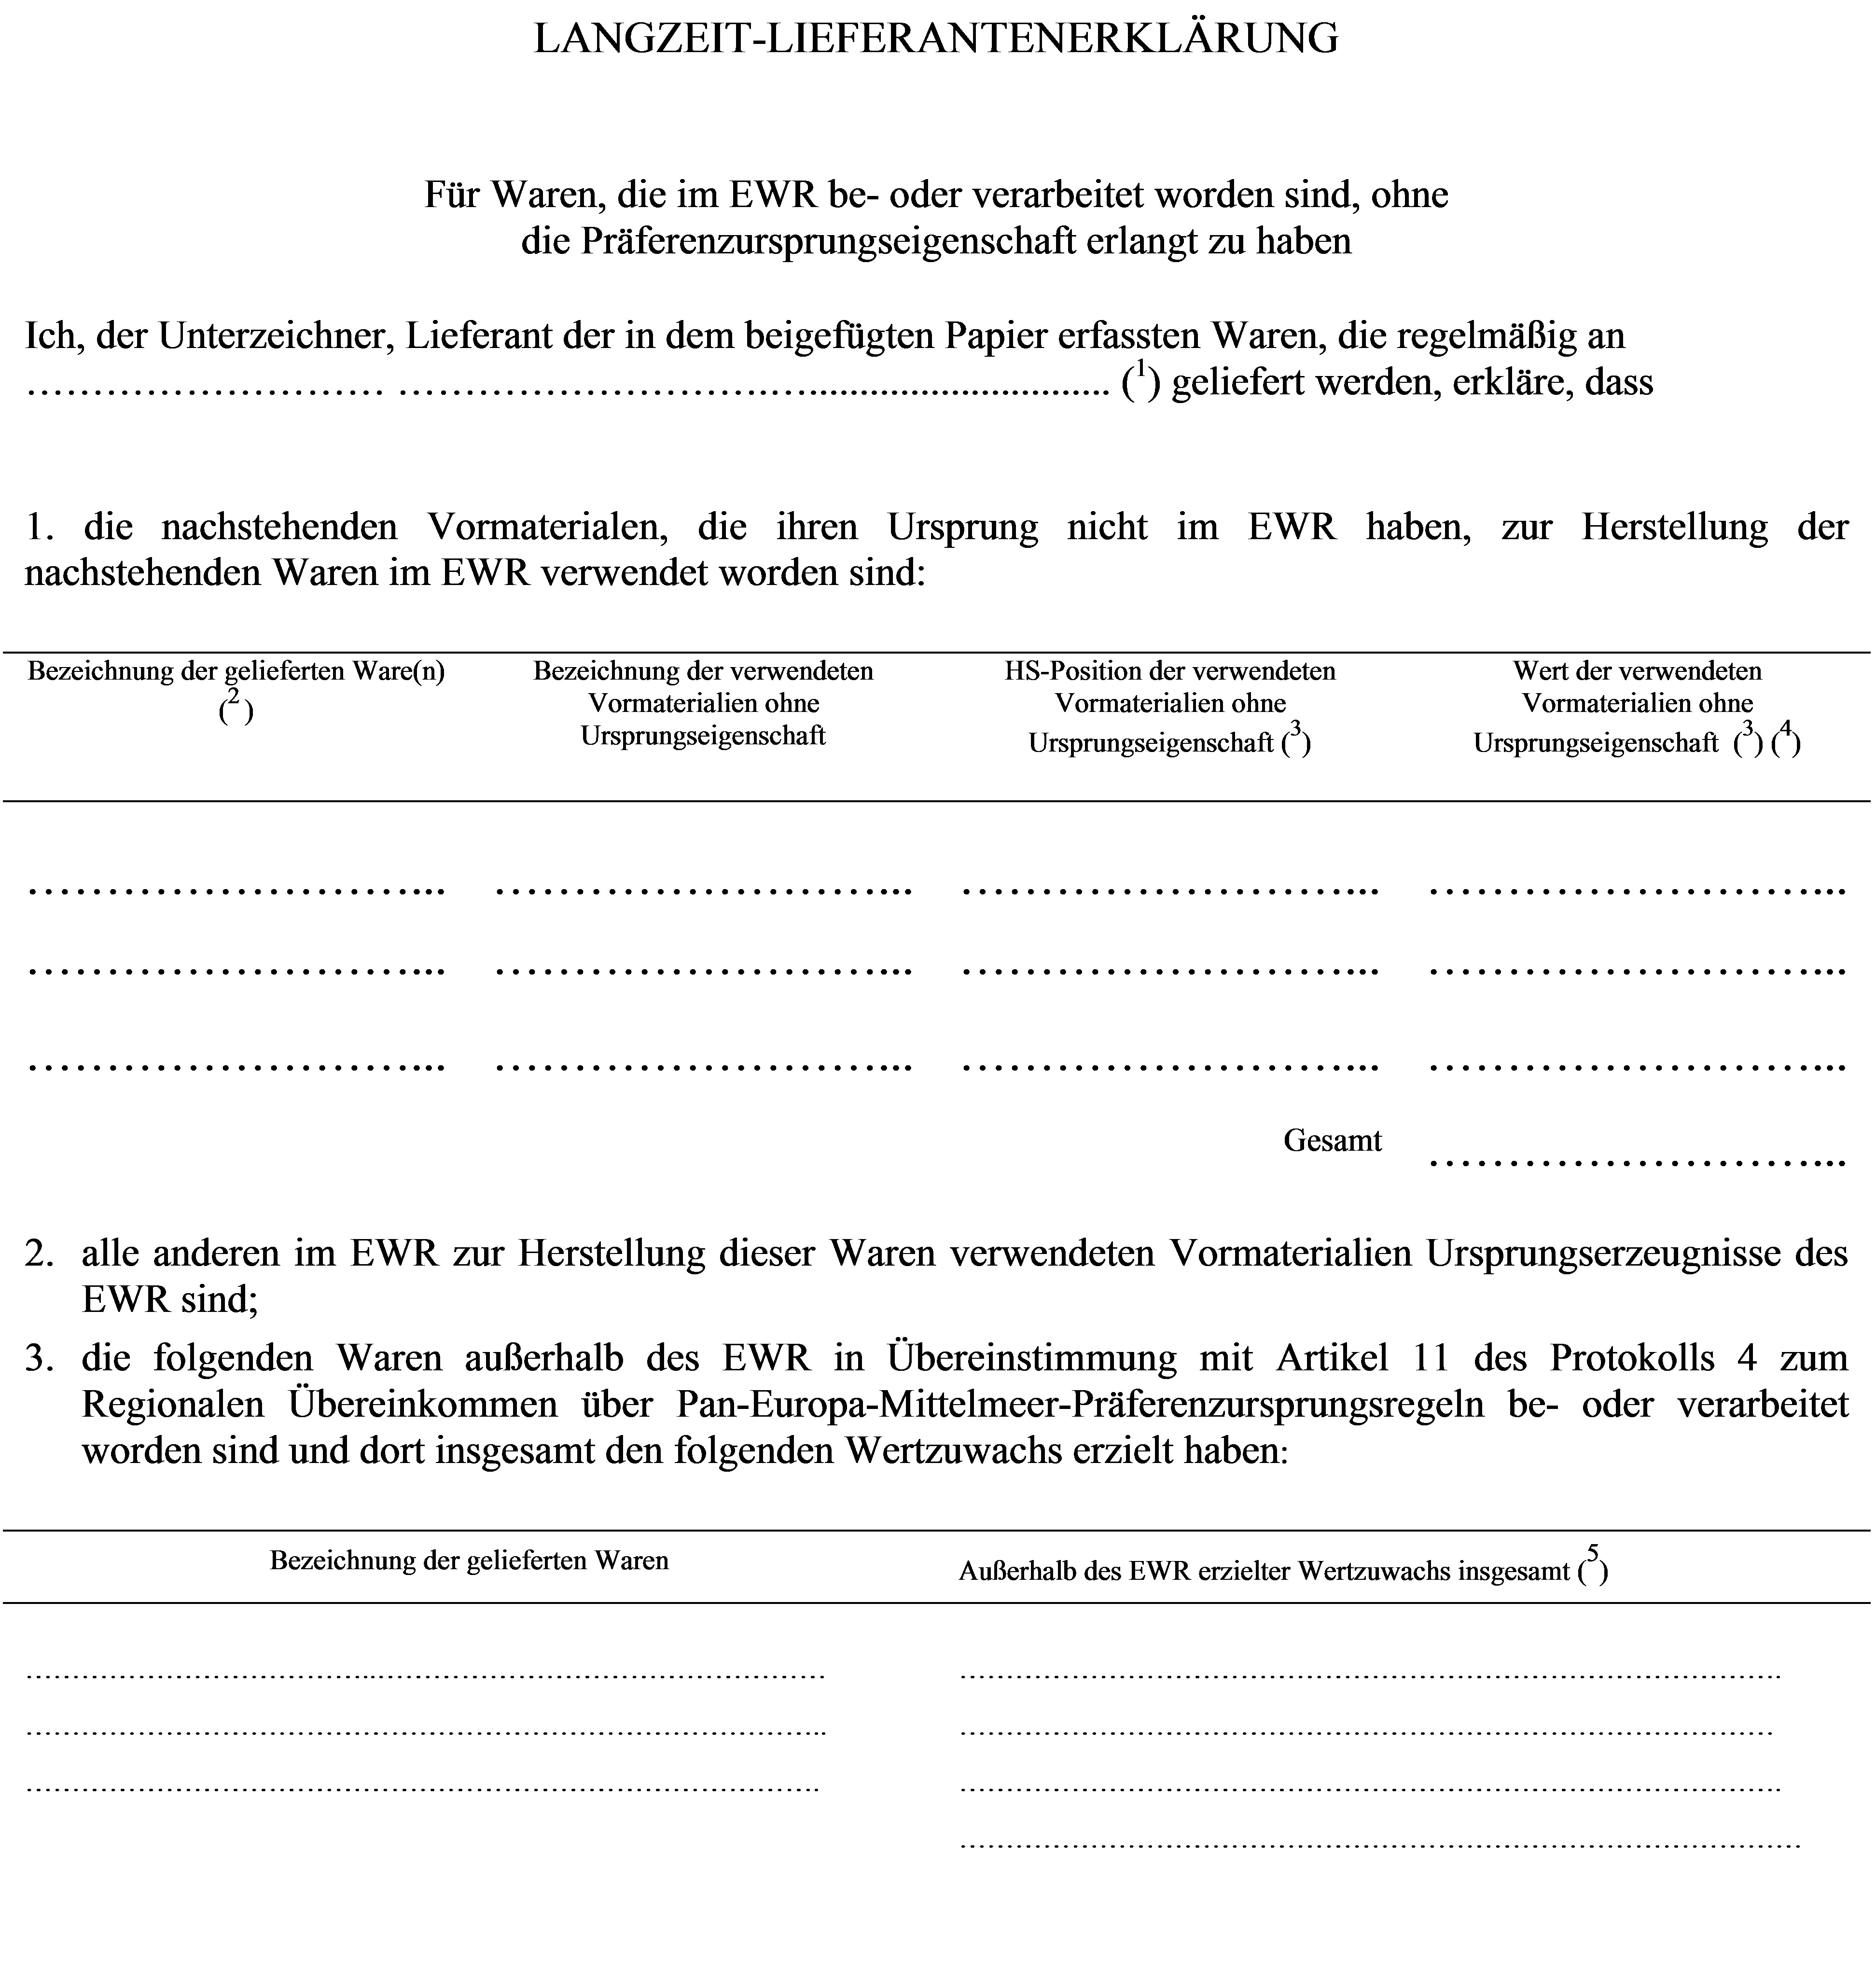 LANGZEIT-LIEFERANTENERKLÄRUNG
Für Waren, die im EWR be- oder verarbeitet worden sind, ohne
die Präferenzursprungseigenschaft erlangt zu haben
Ich, der Unterzeichner, Lieferant der in dem beigefügten Papier erfassten Waren, die regelmäßig an
……………………… …………………………............................... (1) geliefert werden, erkläre, dass
1. die nachstehenden Vormaterialen, die ihren Ursprung nicht im EWR haben, zur Herstellung der
nachstehenden Waren im EWR verwendet worden sind:
Bezeichnung der gelieferten Ware(n)
(2)
Bezeichnung der verwendeten
Vormaterialien ohne
Ursprungseigenschaft
HS-Position der verwendeten
Vormaterialien ohne
Ursprungseigenschaft (3)
Wert der verwendeten
Vormaterialien ohne
Ursprungseigenschaft (3) (4)
……………………... ……………………... ……………………... ……………………...
……………………... ……………………... ……………………... ……………………...
……………………... ……………………... ……………………... ……………………...
Gesamt ……………………...
2. alle anderen im EWR zur Herstellung dieser Waren verwendeten Vormaterialien Ursprungserzeugnisse des
EWR sind;
3. die folgenden Waren außerhalb des EWR in Übereinstimmung mit Artikel 11 des Protokolls 4 zum
Regionalen Übereinkommen über Pan-Europa-Mittelmeer-Präferenzursprungsregeln be- oder verarbeitet
worden sind und dort insgesamt den folgenden Wertzuwachs erzielt haben:
Bezeichnung der gelieferten Waren Außerhalb des EWR erzielter Wertzuwachs insgesamt (5)
……………………………...…………………………………… ……………………………………………………………………
………………………………………………………………….. ……………………………………………………………………
………………………………………………………………… ……………………………………………………………………
……………………………………………………………………